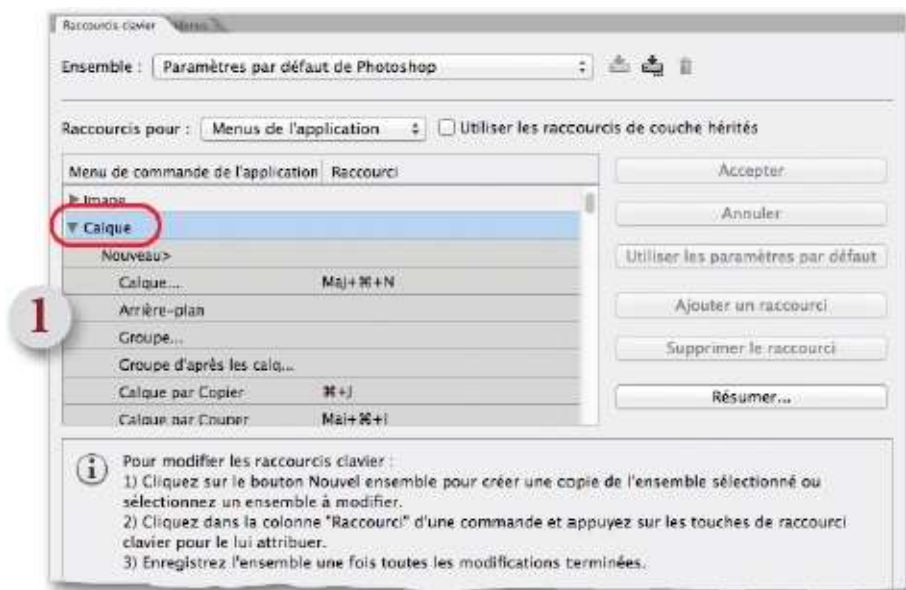 Raccourcis clavier Menus
Ensemble : Paramètres par défaut de Photoshop
Raccourcis pour : Menus de l'application Utiliser les raccourcis de couche hérités
Menu de commande de l'application Raccourci
Image
Calque
Nouveau>
Calque... Maj+⌘+N
Arrière-plan
Groupe...
Groupe d'après les calq...
Calque par Copier ⌘+J
Calque par Couper Maj+⌘+J
Accepter
Annuler
Utiliser les paramètres par défaut
Ajouter un raccourci
Supprimer le raccourci
Résumer...
1
Pour modifier les raccourcis clavier :
1) Cliquez sur le bouton Nouvel ensemble pour créer une copie de l'ensemble sélectionné ou
sélectionnez un ensemble à modifier.
2) Cliquez dans la colonne "Raccourci" d'une commande et appuyez sur les touches de raccourci
clavier pour le lui attribuer.
3) Enregistrez l'ensemble une fois toutes les modifications terminées.